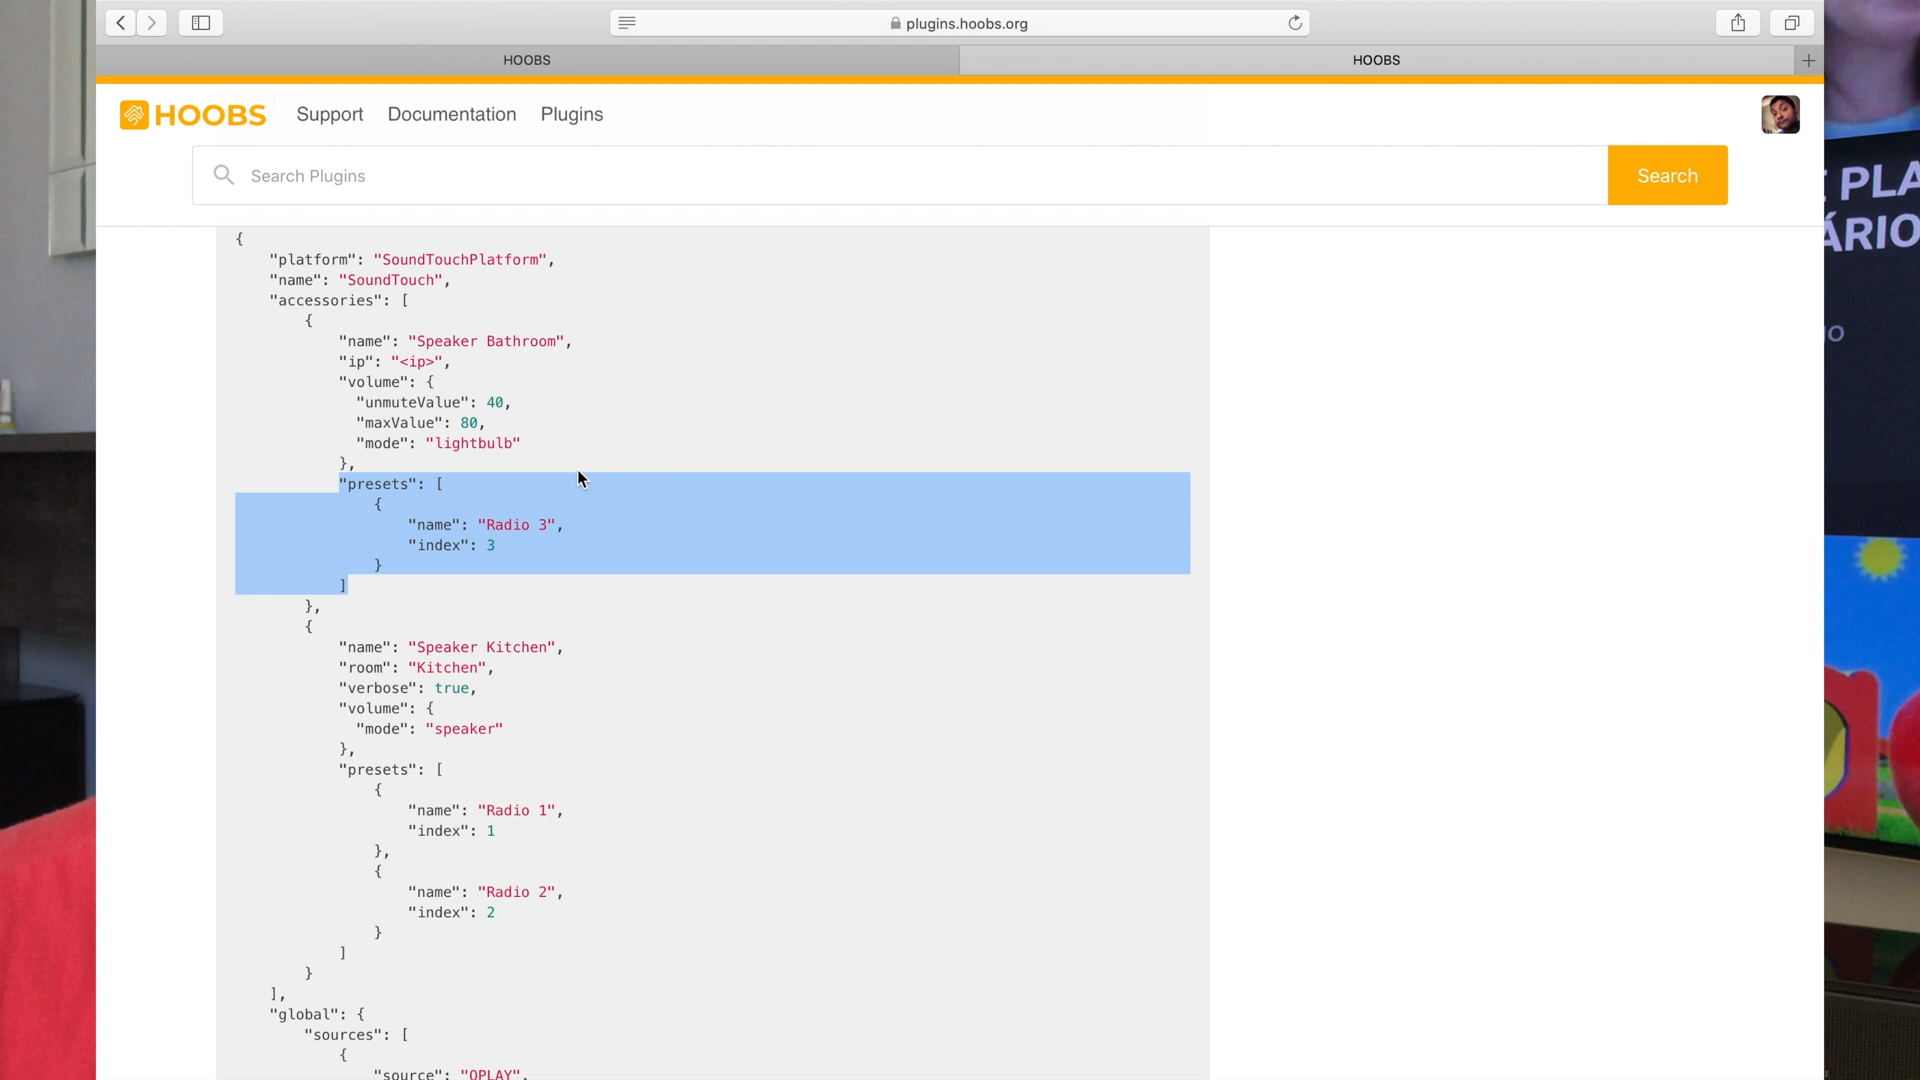 plugins.hoobs.org
HOOBS
HOOBS
HOOBS
Support
Documentation
Plugins
Search Plugins
Search
{
"platform": "SoundTouchPlatform",
"name": "SoundTouch",
"accessories": [
{
"name": "Speaker Bathroom",
"ip": "<ip>",
"volume": {
"unmuteValue": 40,
"maxValue": 80,
"mode": "lightbulb"
},
"presets": [
{
"name": "Radio 3",
"index": 3
}
]
},
{
"name": "Speaker Kitchen",
"room": "Kitchen",
"verbose": true,
"volume": {
"mode": "speaker"
},
"presets": [
{
"name": "Radio 1",
"index": 1
},
{
"name": "Radio 2",
"index": 2
}
]
}
],
"global": {
"sources": [
{
"source": "QPLAY",
PLA
ÁRIO